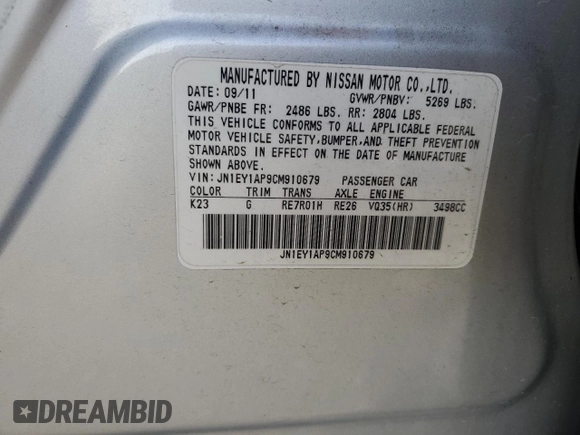 MANUFACTURED BY NISSAN MOTOR CO.,LTD.
DATE: 09/11 GVWR/PNBV: 5269 LBS.
GAWR/PNBE FR: 2486 LBS. RR: 2804 LBS.
THIS VEHICLE CONFORMS TO ALL APPLICABLE FEDERAL
MOTOR VEHICLE SAFETY,BUMPER,AND THEFT PREVENTION
STANDARDS IN EFFECT ON THE DATE OF MANUFACTURE
SHOWN ABOVE.
VIN: JN1EY1AP9CM910679 PASSENGER CAR
COLOR TRIM TRANS AXLE ENGINE
K23 G RE7R01H RE26 VQ35(HR) 3498CC
JN1EY1AP9CM910679
DREAMBID